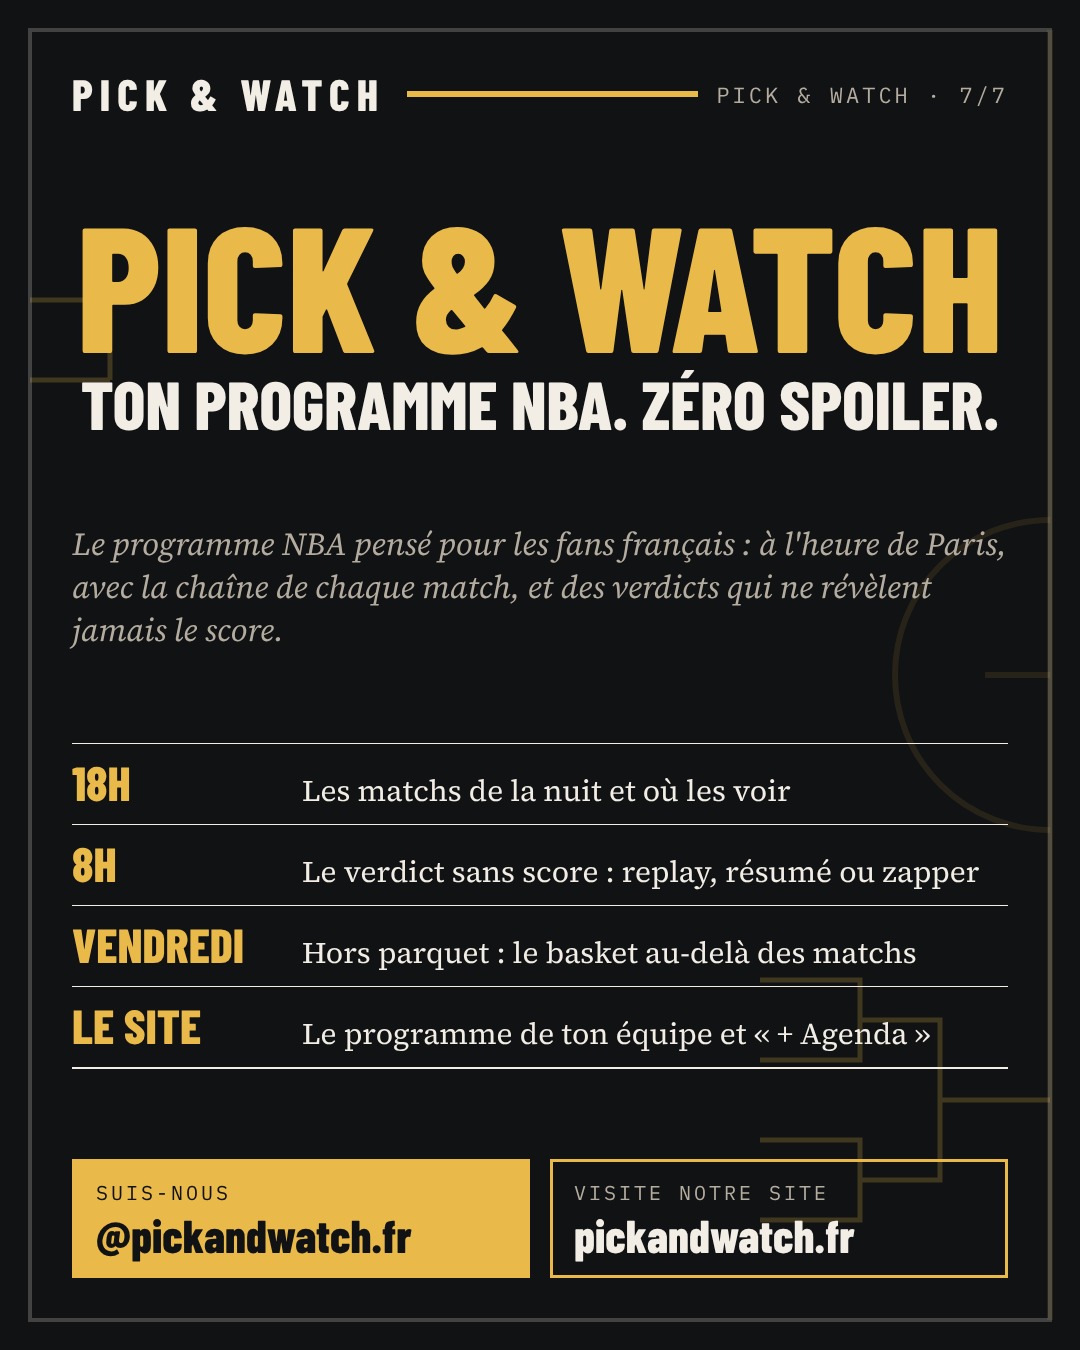 PICK & WATCH
PICK & WATCH · 7/7
PICK & WATCH
TON PROGRAMME NBA. ZÉRO SPOILER.
Le programme NBA pensé pour les fans français : à l'heure de Paris,
avec la chaîne de chaque match, et des verdicts qui ne révèlent
jamais le score.
18H Les matchs de la nuit et où les voir
8H Le verdict sans score : replay, résumé ou zapper
VENDREDI Hors parquet : le basket au-delà des matchs
LE SITE Le programme de ton équipe et « + Agenda »
SUIS-NOUS
@pickandwatch.fr
VISITE NOTRE SITE
pickandwatch.fr